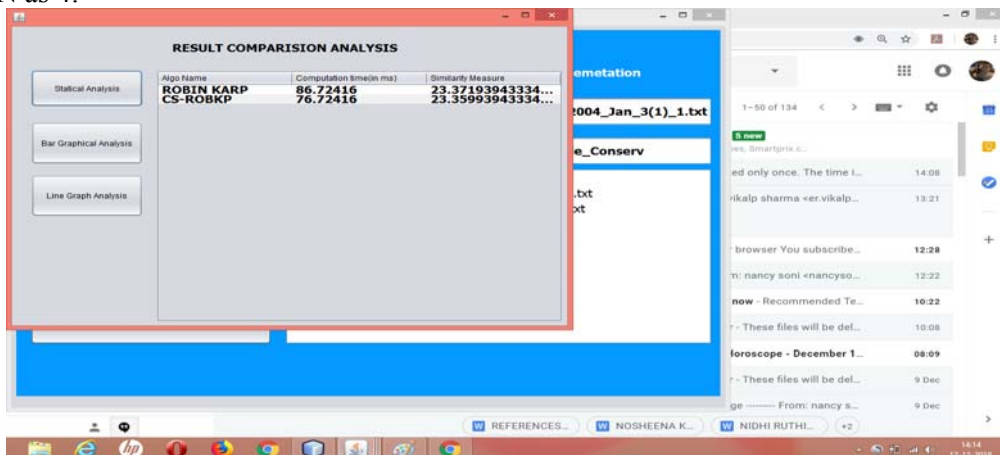 RESULT COMPARISION ANALYSIS
Statical Analysis
Bar Graphical Analysis
Line Graph Analysis
Algo Name Computation time(in ms) Similarity Measure
ROBIN KARP 86.72416 23.37193943334...
CS-ROBKP 76.72416 23.35993943334...
emetation
2004_Jan_3(1)_1.txt
e_Conserv
.txt
xt
1-50 of 134
5 new
ed only once. The time i... 14:08
vikalp sharma <er.vikalp... 13:21
browser You subscribe... 12:28
m: nancy soni <nancyso... 12:22
now - Recommended Te... 10:22
r - These files will be del... 10:08
Horoscope - December 1... 08:09
r - These files will be del... 9 Dec
ge -------- From: nancy s... 9 Dec
W REFERENCES... W NOSHEENA K... W NIDHI RUTHI... +2
hp
14:14